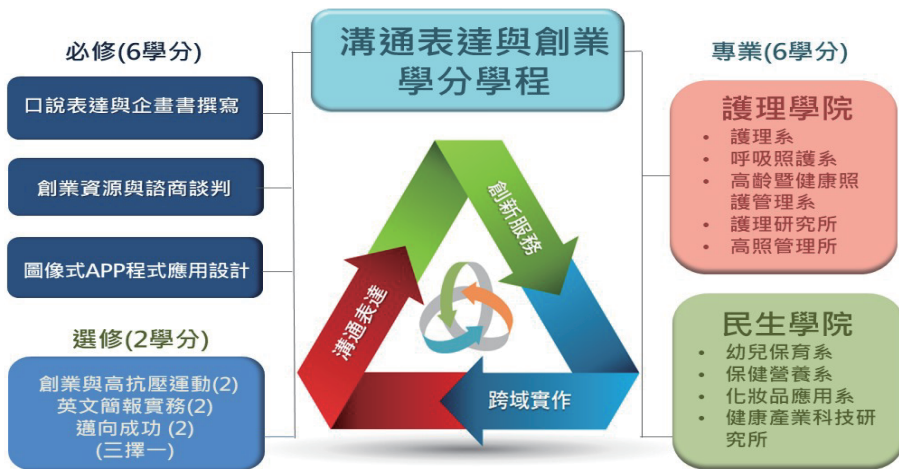 溝通表達與創業
學分學程
必修(6學分)
口說表達與企畫書撰寫
創業資源與諮商談判
圖像式APP程式應用設計
選修(2學分)
創業與高抗壓運動(2)
英文簡報實務(2)
邁向成功 (2)
(三擇一)
創新服務
溝通表達
跨域實作
專業(6學分)
護理學院
• 護理系
• 呼吸照護系
• 高齡暨健康照
護管理系
• 護理研究所
• 高照管理所
民生學院
• 幼兒保育系
• 保健營養系
• 化妝品應用系
• 健康產業科技研
究所